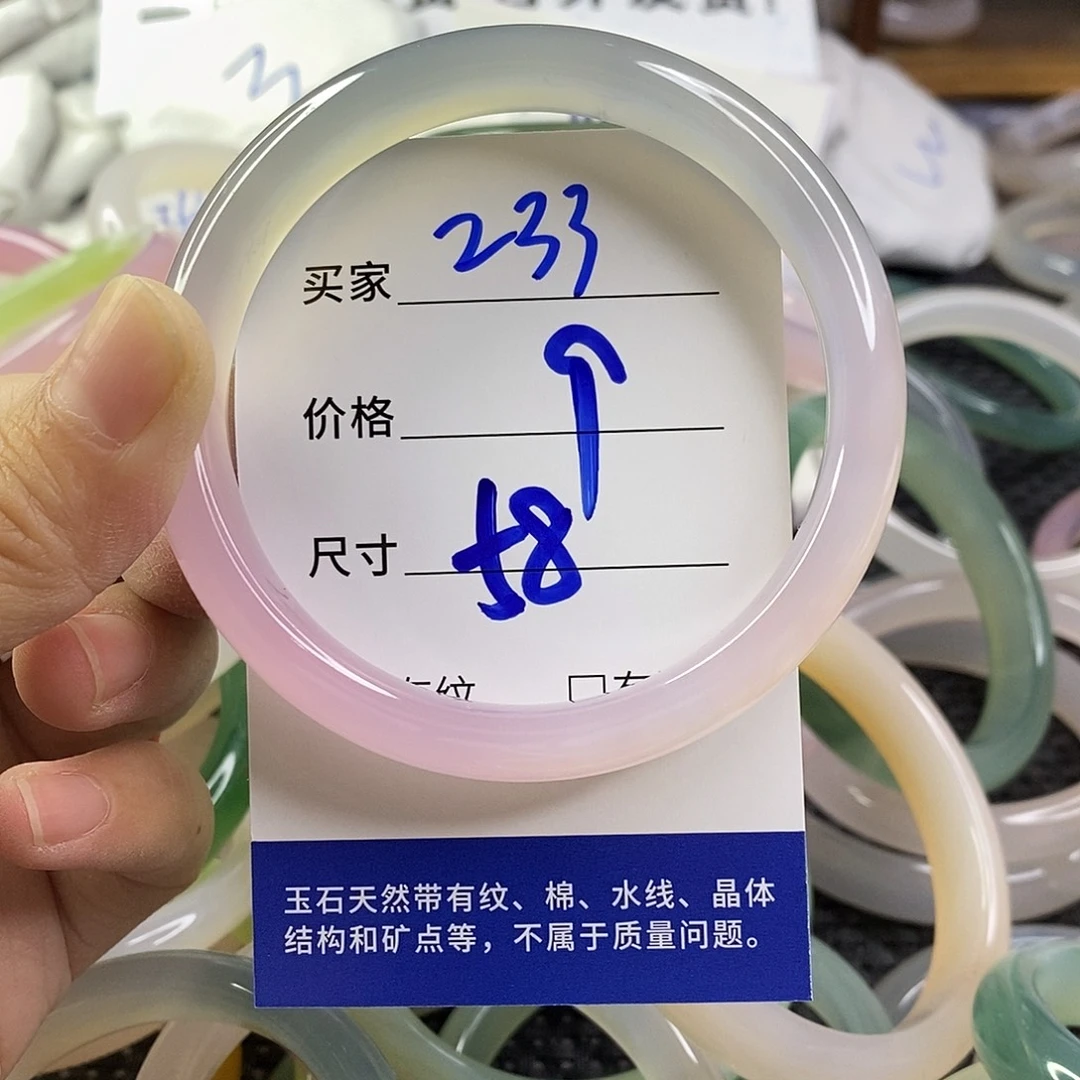 买家 233
价格
尺寸 58
玉石天然带有纹、棉、水线、晶体
结构和矿点等，不属于质量问题。